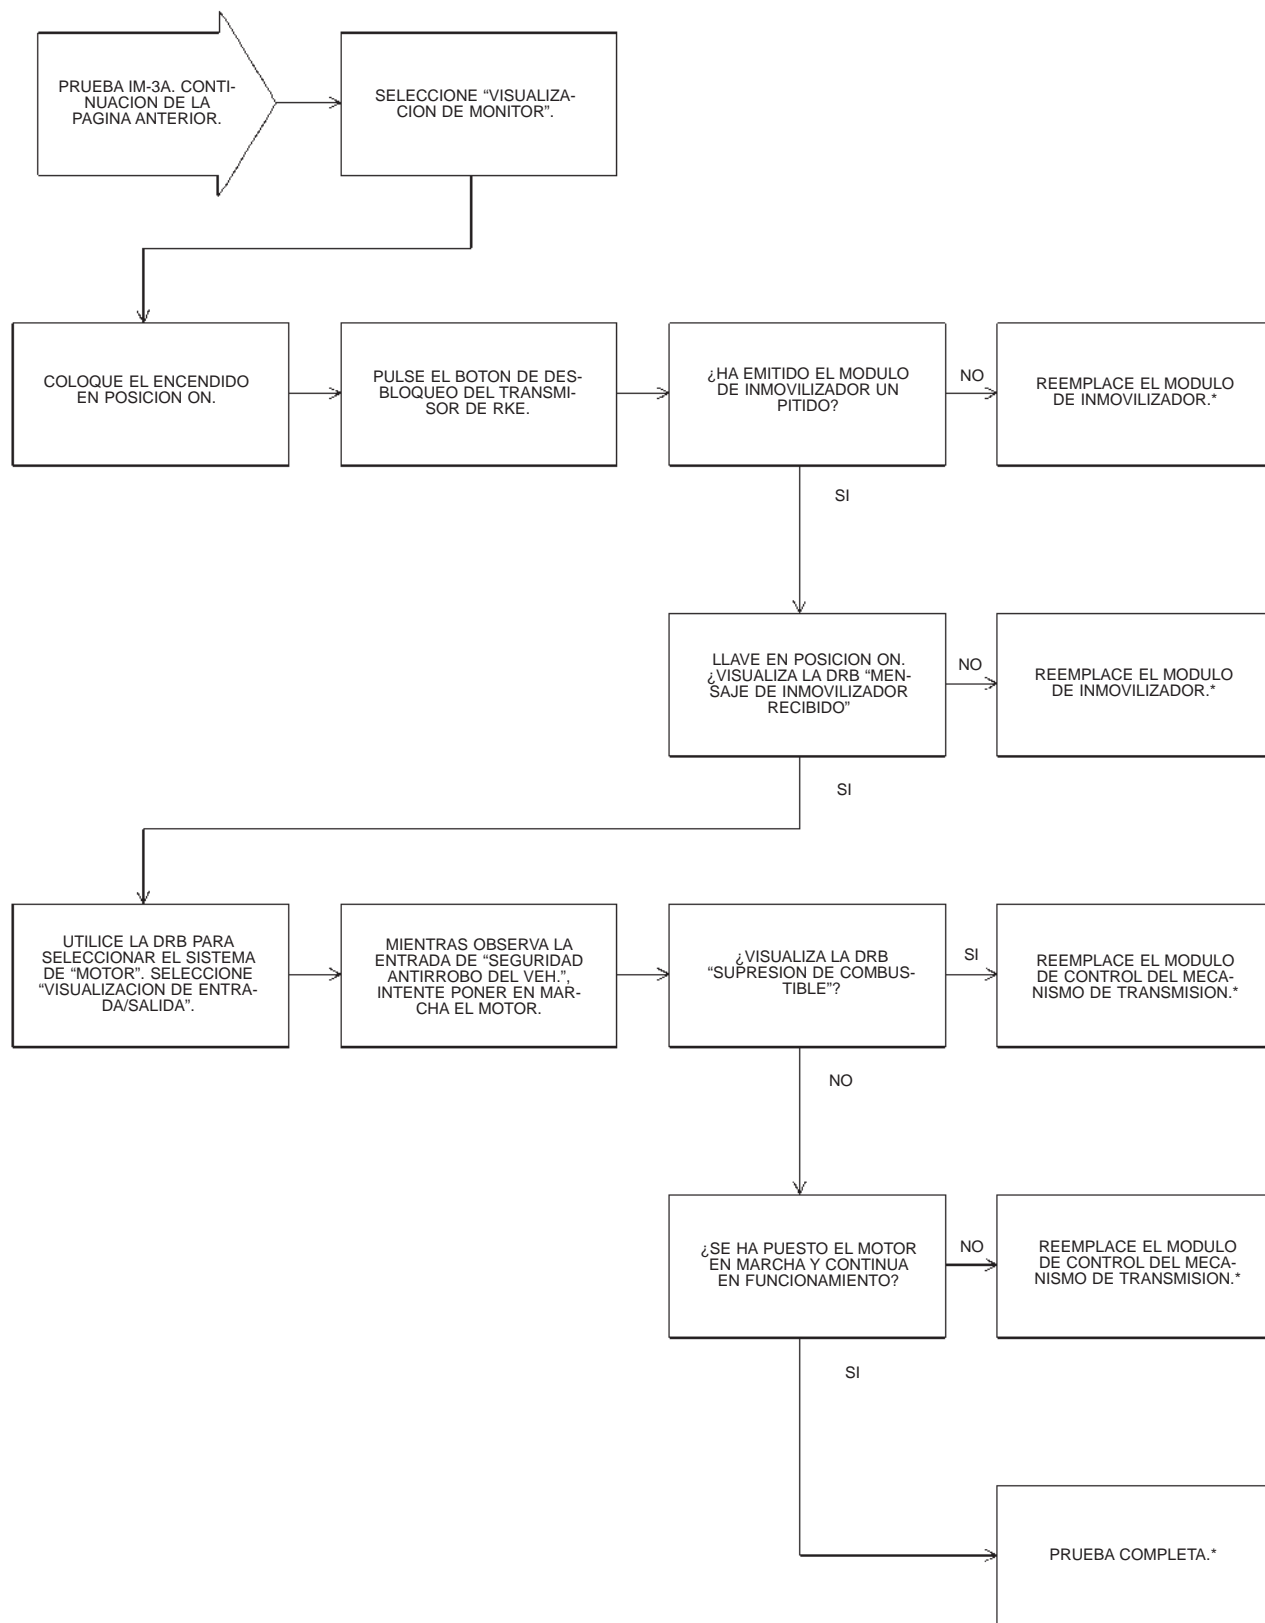 PRUEBA IM-3A. CONTI-
NUACION DE LA
PAGINA ANTERIOR.
SELECCIONE “VISUALIZA-
CION DE MONITOR”.
COLOQUE EL ENCENDIDO
EN POSICION ON.
PULSE EL BOTON DE DES-
BLOQUEO DEL TRANSMI-
SOR DE RKE.
¿HA EMITIDO EL MODULO
DE INMOVILIZADOR UN
PITIDO?
NO
REEMPLACE EL MODULO
DE INMOVILIZADOR.*
SI
LLAVE EN POSICION ON.
¿VISUALIZA LA DRB “MEN-
SAJE DE INMOVILIZADOR
RECIBIDO”
NO
REEMPLACE EL MODULO
DE INMOVILIZADOR.*
SI
UTILICE LA DRB PARA
SELECCIONAR EL SISTEMA
DE “MOTOR”. SELECCIONE
“VISUALIZACION DE ENTRA-
DA/SALIDA”.
MIENTRAS OBSERVA LA
ENTRADA DE “SEGURIDAD
ANTIRROBO DEL VEH.”,
INTENTE PONER EN MAR-
CHA EL MOTOR.
¿VISUALIZA LA DRB
“SUPRESION DE COMBUS-
TIBLE”?
SI
REEMPLACE EL MODULO
DE CONTROL DEL MECA-
NISMO DE TRANSMISION.*
NO
¿SE HA PUESTO EL MOTOR
EN MARCHA Y CONTINUA
EN FUNCIONAMIENTO?
NO
REEMPLACE EL MODULO
DE CONTROL DEL MECA-
NISMO DE TRANSMISION.*
SI
PRUEBA COMPLETA.*